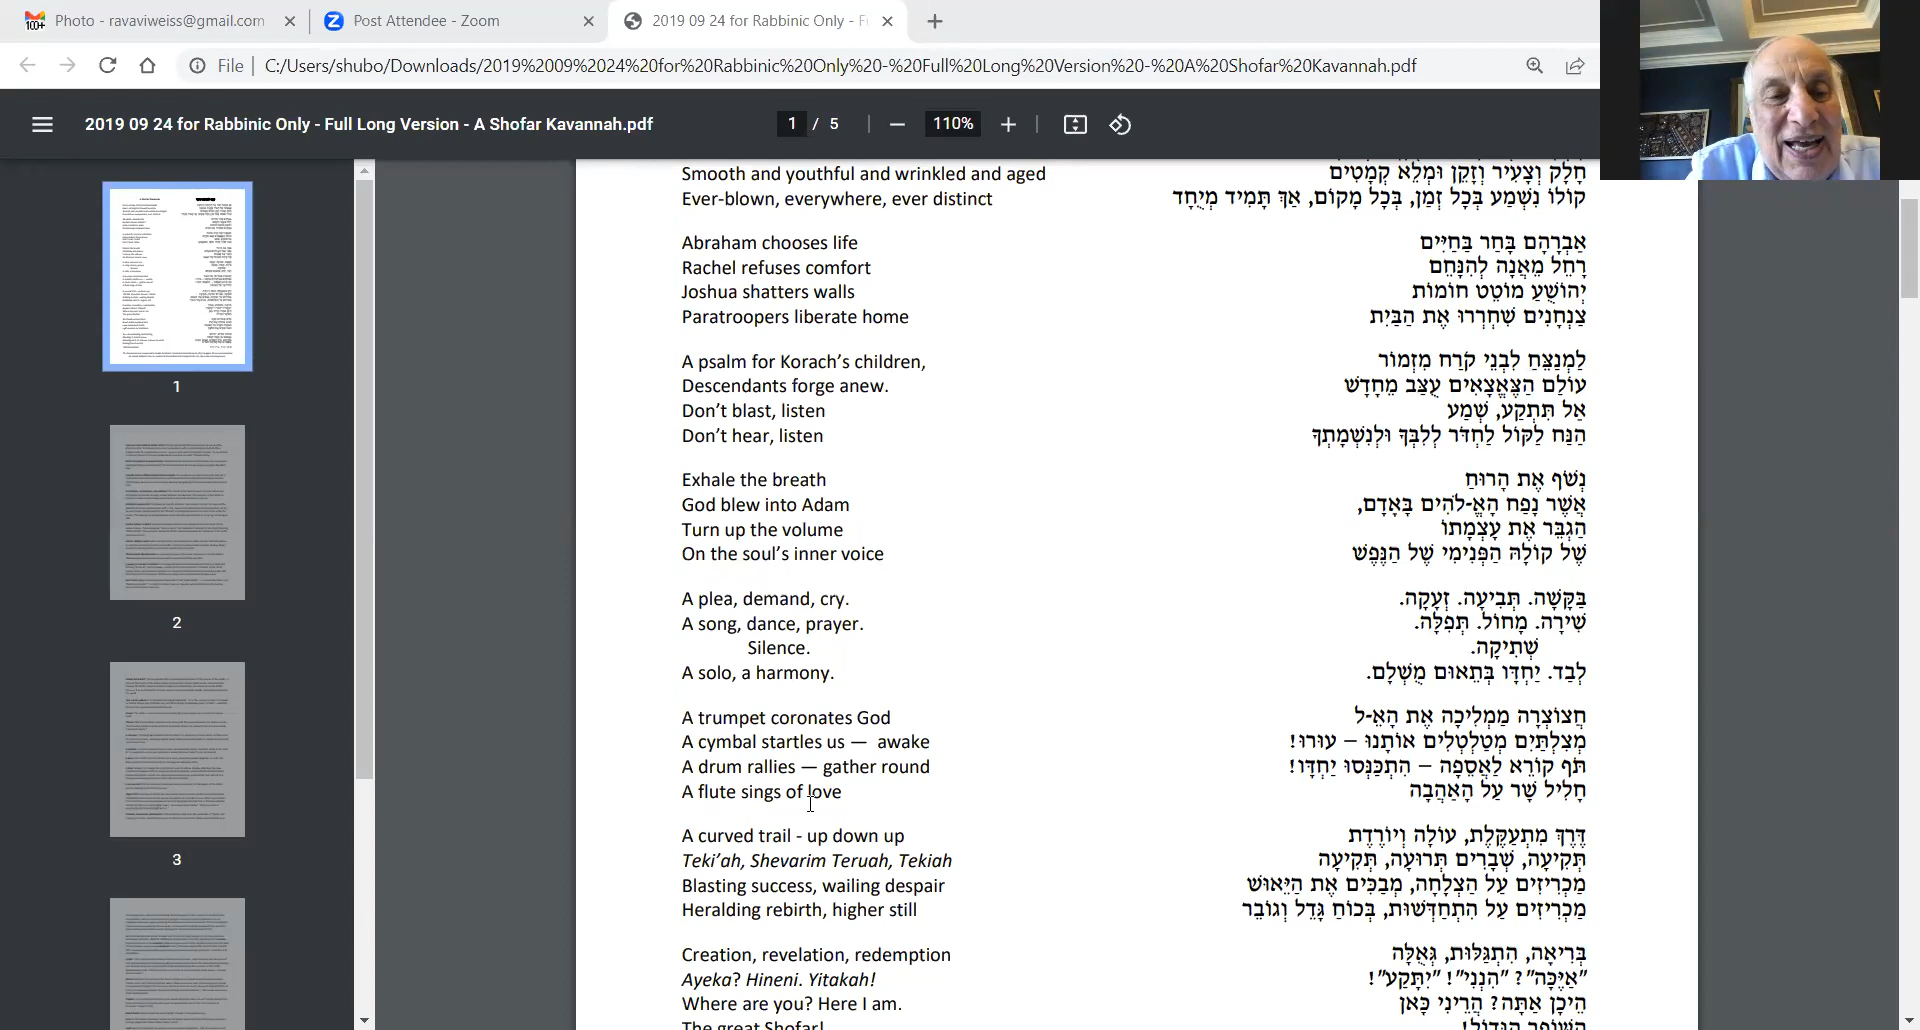 Photo - ravaviweiss@gmail.com
Post Attendee - Zoom
2019 09 24 for Rabbinic Only - F
File
C:/Users/shubo/Downloads/2019%2009%2024%20for%20Rabbinic%20Only%20-%20Full%20Long%20Version%20-%20A%20Shofar%20Kavannah.pdf
2019 09 24 for Rabbinic Only - Full Long Version - A Shofar Kavannah.pdf
1 / 5
110%
Smooth and youthful and wrinkled and aged
Ever-blown, everywhere, ever distinct
Abraham chooses life
Rachel refuses comfort
Joshua shatters walls
Paratroopers liberate home
A psalm for Korach’s children,
Descendants forge anew.
Don’t blast, listen
Don’t hear, listen
Exhale the breath
God blew into Adam
Turn up the volume
On the soul’s inner voice
A plea, demand, cry.
A song, dance, prayer.
Silence.
A solo, a harmony.
A trumpet coronates God
A cymbal startles us — awake
A drum rallies — gather round
A flute sings of love
A curved trail - up down up
Teki’ah, Shevarim Teruah, Tekiah
Blasting success, wailing despair
Heralding rebirth, higher still
Creation, revelation, redemption
Ayeka? Hineni. Yitakah!
Where are you? Here I am.
The great Shofar!
חָלָק וְצָעִיר וְזָקֵן וּמְלֵא קְמָטִים
קוֹלוֹ נִשְׁמַע בְּכָל זְמַן, בְּכָל מָקוֹם, אַךְ תָּמִיד מְיֻחָד
אַבְרָהָם בָּחַר בַּחַיִּים
רָחֵל מֵאֲנָה לְהִנָּחֵם
יְהוֹשֻׁעַ מוֹטֵט חוֹמוֹת
צַנְחָנִים שִׁחְרְרוּ אֶת הַבַּיִת
לַמְנַצֵּחַ לִבְנֵי קֹרַח מִזְמוֹר
עוֹלַם הַצֶּאֱצָאִים עֻצַּב מֵחָדָשׁ
אַל תִּתְקַע, שְׁמַע
הַנַּח לַקּוֹל לַחְדֹּר לְלִבְּךָ וּלְנִשְׁמָתְךָ
נְשֹׁף אֶת הָרוּחַ
אֲשֶׁר נָפַח הָאֱ-לֹהִים בָּאָדָם,
הַגְבֵּר אֶת עָצְמָתוֹ
שֶׁל קוֹלָהּ הַפְּנִימִי שֶׁל הַנֶּפֶשׁ
בַּקָּשָׁה. תְּבִיעָה. זְעָקָה.
שִׁירָה. מָחוֹל. תְּפִלָּה.
שְׁתִיקָה.
לְבַד. יַחְדָּו בְּתֵאוּם מֻשְׁלָם.
חֲצוֹצְרָה מַמְלִיכָה אֶת הָאֵ-ל
מְצִלְתַּיִם מְטַלְטְלִים אוֹתָנוּ – עוּרוּ!
תֹּף קוֹרֵא לַאֲסֵפָה – הִתְכַּנְּסוּ יַחְדָּו!
חָלִיל שָׁר עַל הָאַהֲבָה
דֶּרֶךְ מִתְעַקֶּלֶת, עוֹלָה וְיוֹרֶדֶת
תְּקִיעָה, שְׁבָרִים תְּרוּעָה, תְּקִיעָה
מַכְרִיזִים עַל הַצְלָחָה, מְבַכִּים אֶת הַיֵּאוּשׁ
מַכְרִיזִים עַל הִתְחַדְּשׁוּת, בְּכוֹחַ גָּדֵל וְגוֹבֵר
בְּרִיאָה, הִתְגַּלּוּת, גְּאֻלָּה
"אַיֶּכָּה"? "הִנְנִי"! "יִתָּקַע"!
הֵיכָן אַתָּה? הֲרֵינִי כָּאן
הַשּׁוֹפָר הַגָּדוֹל!
1
2
3